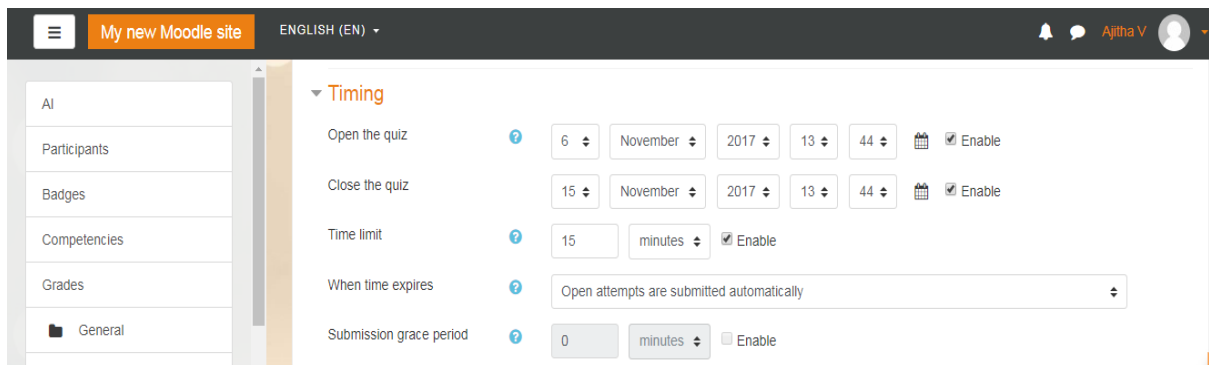 My new Moodle site ENGLISH (EN) Ajitha V
AI
Participants
Badges
Competencies
Grades
General
Timing
Open the quiz 6 November 2017 13 44 Enable
Close the quiz 15 November 2017 13 44 Enable
Time limit 15 minutes Enable
When time expires Open attempts are submitted automatically
Submission grace period 0 minutes Enable